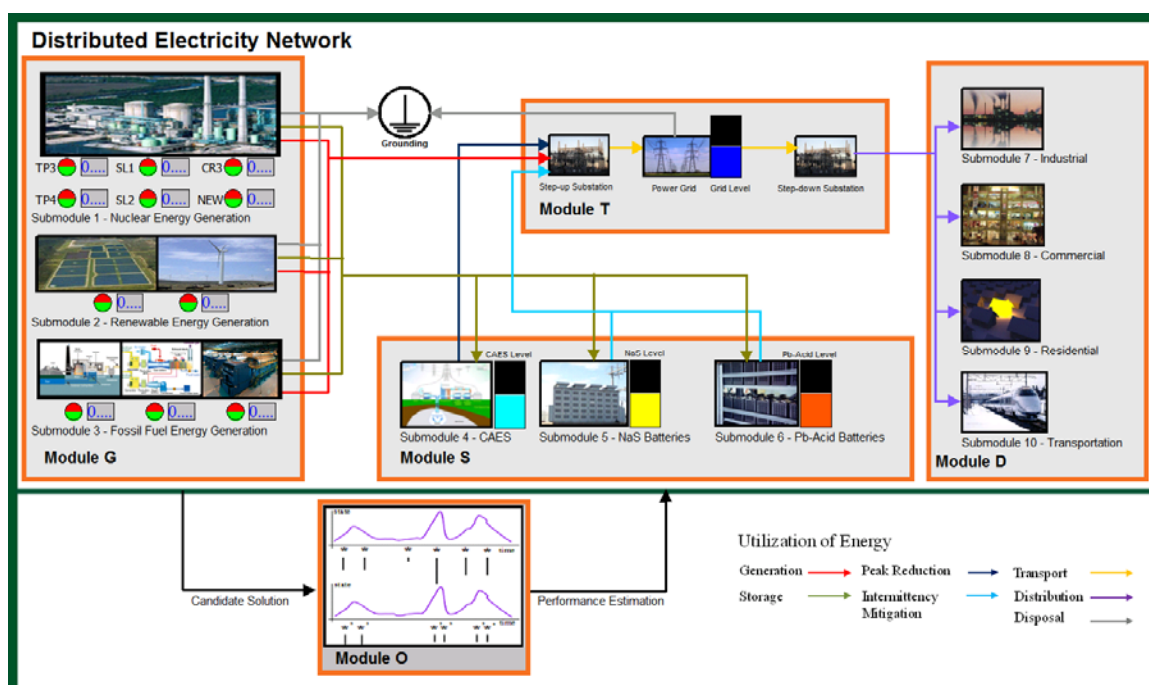 Distributed Electricity Network
TP3 0.... SL1 0.... CR3 0....
TP4 0.... SL2 0.... NEW 0....
Submodule 1 - Nuclear Energy Generation
0.... 0....
Submodule 2 - Renewable Energy Generation
0.... 0.... 0....
Submodule 3 - Fossil Fuel Energy Generation
Module G
Grounding
Step-up Substation
Power Grid
Grid Level
Step-down Substation
Module T
CAES Level
NaS Level
Pb-Acid Level
Submodule 4 - CAES
Submodule 5 - NaS Batteries
Submodule 6 - Pb-Acid Batteries
Module S
Submodule 7 - Industrial
Submodule 8 - Commercial
Submodule 9 - Residential
Submodule 10 - Transportation
Module D
Candidate Solution
state
time
state
time
Module O
Performance Estimation
Utilization of Energy
Generation
Peak Reduction
Transport
Storage
Intermittency
Mitigation
Distribution
Disposal